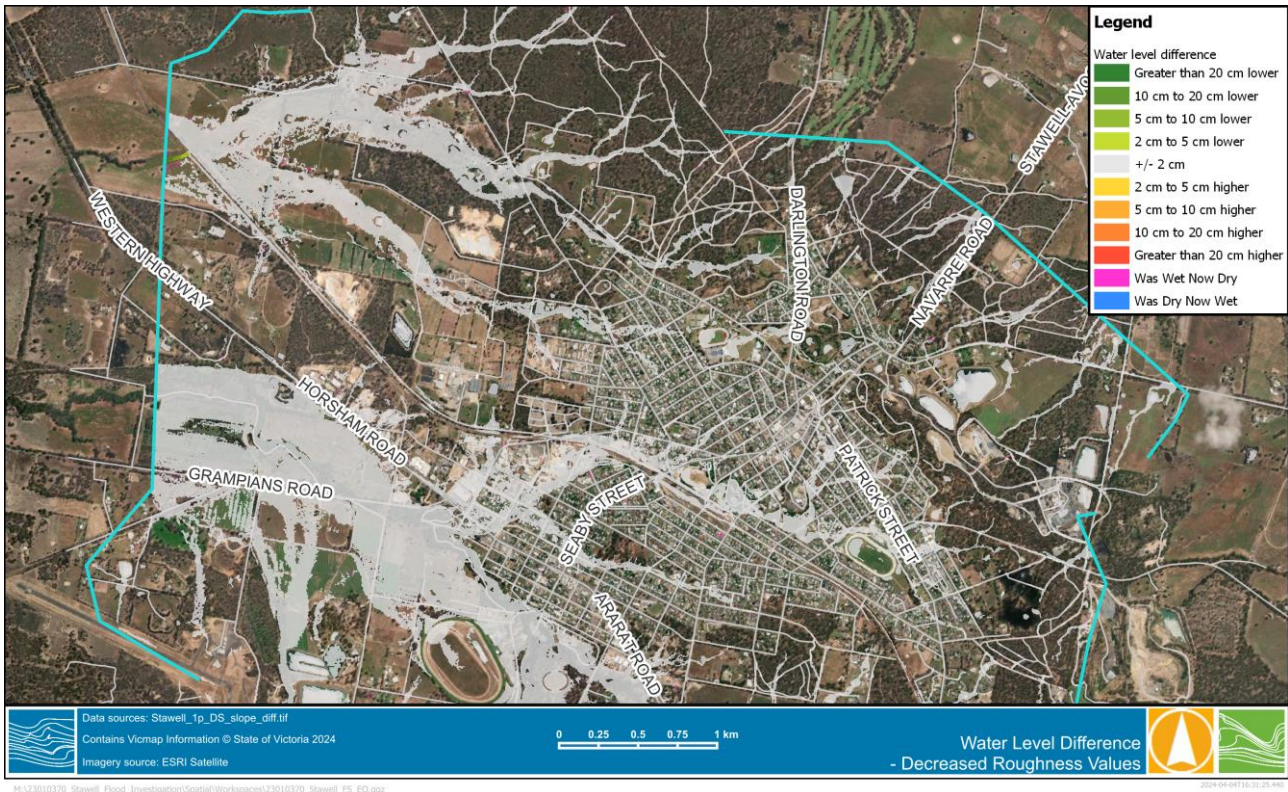 Legend
Water level difference
Greater than 20 cm lower
10 cm to 20 cm lower
5 cm to 10 cm lower
2 cm to 5 cm lower
+/- 2 cm
2 cm to 5 cm higher
5 cm to 10 cm higher
10 cm to 20 cm higher
Greater than 20 cm higher
Was Wet Now Dry
Was Dry Now Wet
STAWELL-AVO
WESTERN HIGHWAY
DARLINGTON ROAD
NAVARRE ROAD
HORSHAM ROAD
GRAMPIANS ROAD
SEABY STREET
PATRICK STREET
ARARAT ROAD
Data sources: Stawell_1p_DS_slope_diff.tif
Contains Vicmap Information © State of Victoria 2024
Imagery source: ESRI Satellite
0 0.25 0.5 0.75 1 km
Water Level Difference
- Decreased Roughness Values
M:\23010370_Stawell_Flood_Investigation\Spatial\Workspaces\23010370_Stawell_FS_EO.qgz